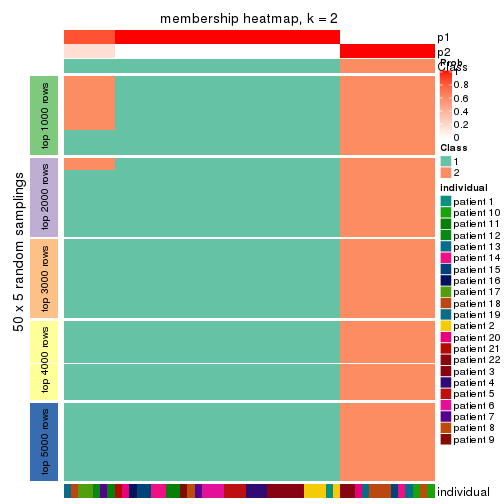 membership heatmap, k = 2
p1
p2
Class
Prob
1
0.8
0.6
0.4
0.2
0
Class
1
2
individual
patient 1
patient 10
patient 11
patient 12
patient 13
patient 14
patient 15
patient 16
patient 17
patient 18
patient 19
patient 2
patient 20
patient 21
patient 22
patient 3
patient 4
patient 5
patient 6
patient 7
patient 8
patient 9
50 x 5 random samplings
top 1000 rows
top 2000 rows
top 3000 rows
top 4000 rows
top 5000 rows
individual